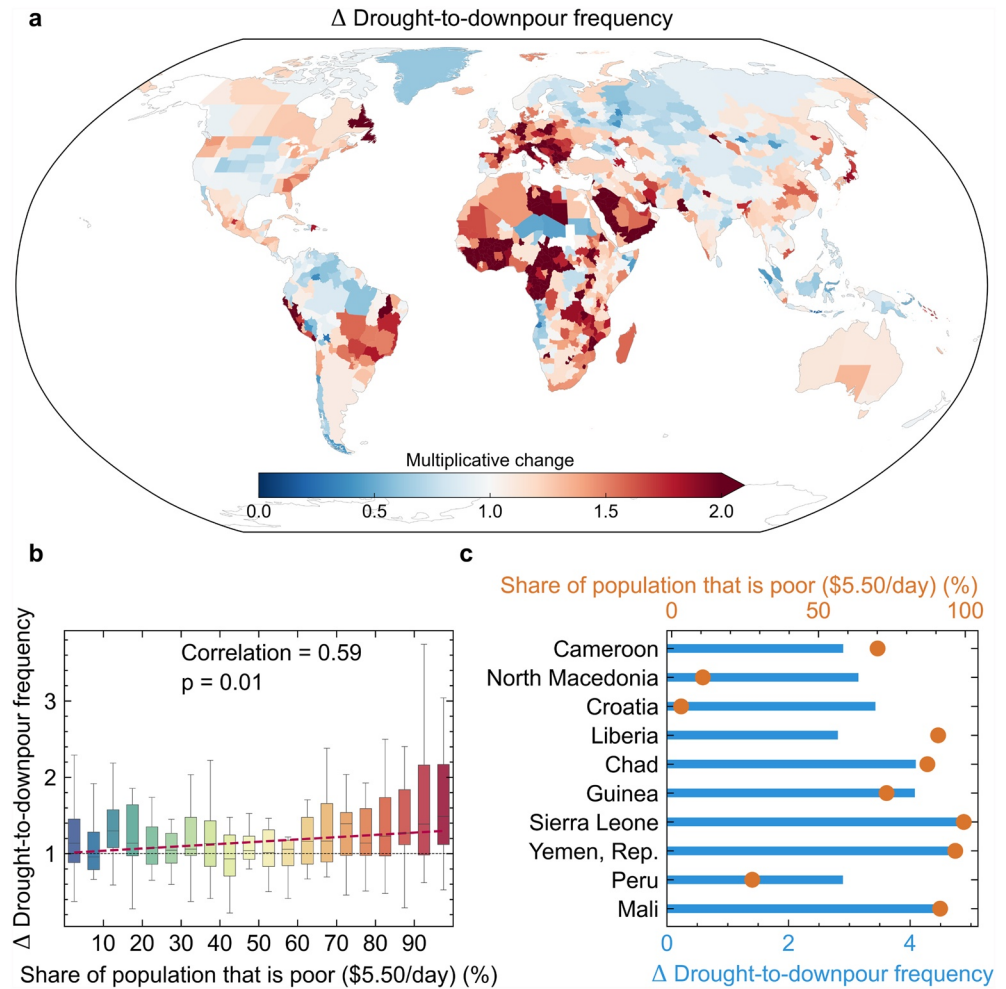 a
Δ Drought-to-downpour frequency
Multiplicative change
0.0 0.5 1.0 1.5 2.0
b
Δ Drought-to-downpour frequency
3
2
1
Correlation = 0.59
p = 0.01
10 20 30 40 50 60 70 80 90
Share of population that is poor ($5.50/day) (%)
c
Share of population that is poor ($5.50/day) (%)
0 50 100
Cameroon
North Macedonia
Croatia
Liberia
Chad
Guinea
Sierra Leone
Yemen, Rep.
Peru
Mali
0 2 4
Δ Drought-to-downpour frequency